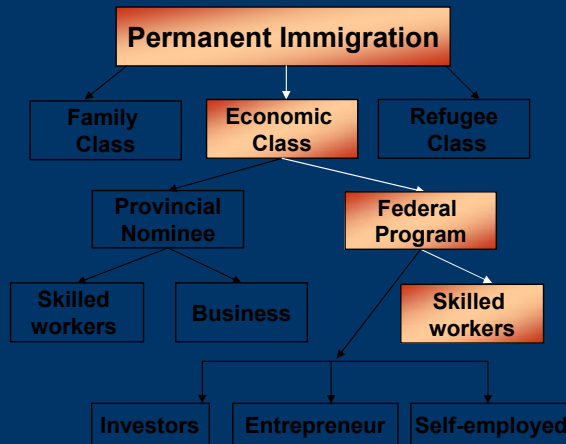 Permanent Immigration
Family
Class
Economic
Class
Refugee
Class
Provincial
Nominee
Federal
Program
Skilled
workers
Business
Skilled
workers
Investors
Entrepreneur
Self-employed